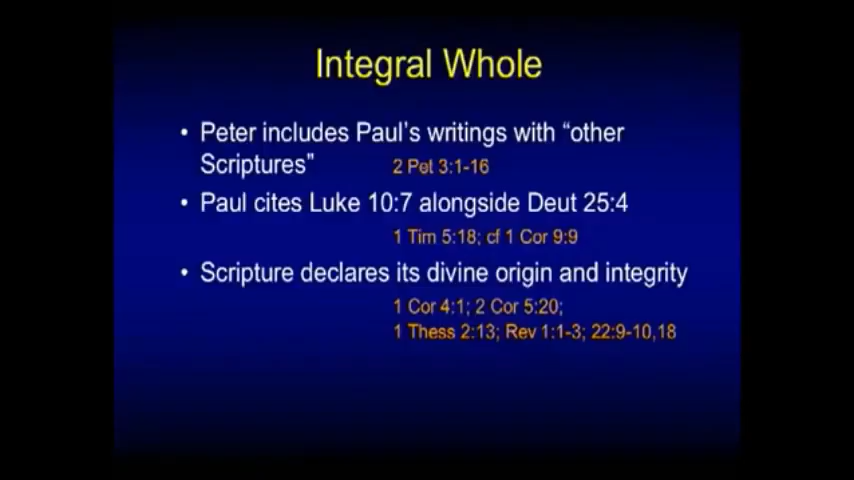 Integral Whole
• Peter includes Paul's writings with “other
Scriptures” 2 Pet 3:1-16
• Paul cites Luke 10:7 alongside Deut 25:4
1 Tim 5:18; cf 1 Cor 9:9
• Scripture declares its divine origin and integrity
1 Cor 4:1; 2 Cor 5:20;
1 Thess 2:13; Rev 1:1-3; 22:9-10,18